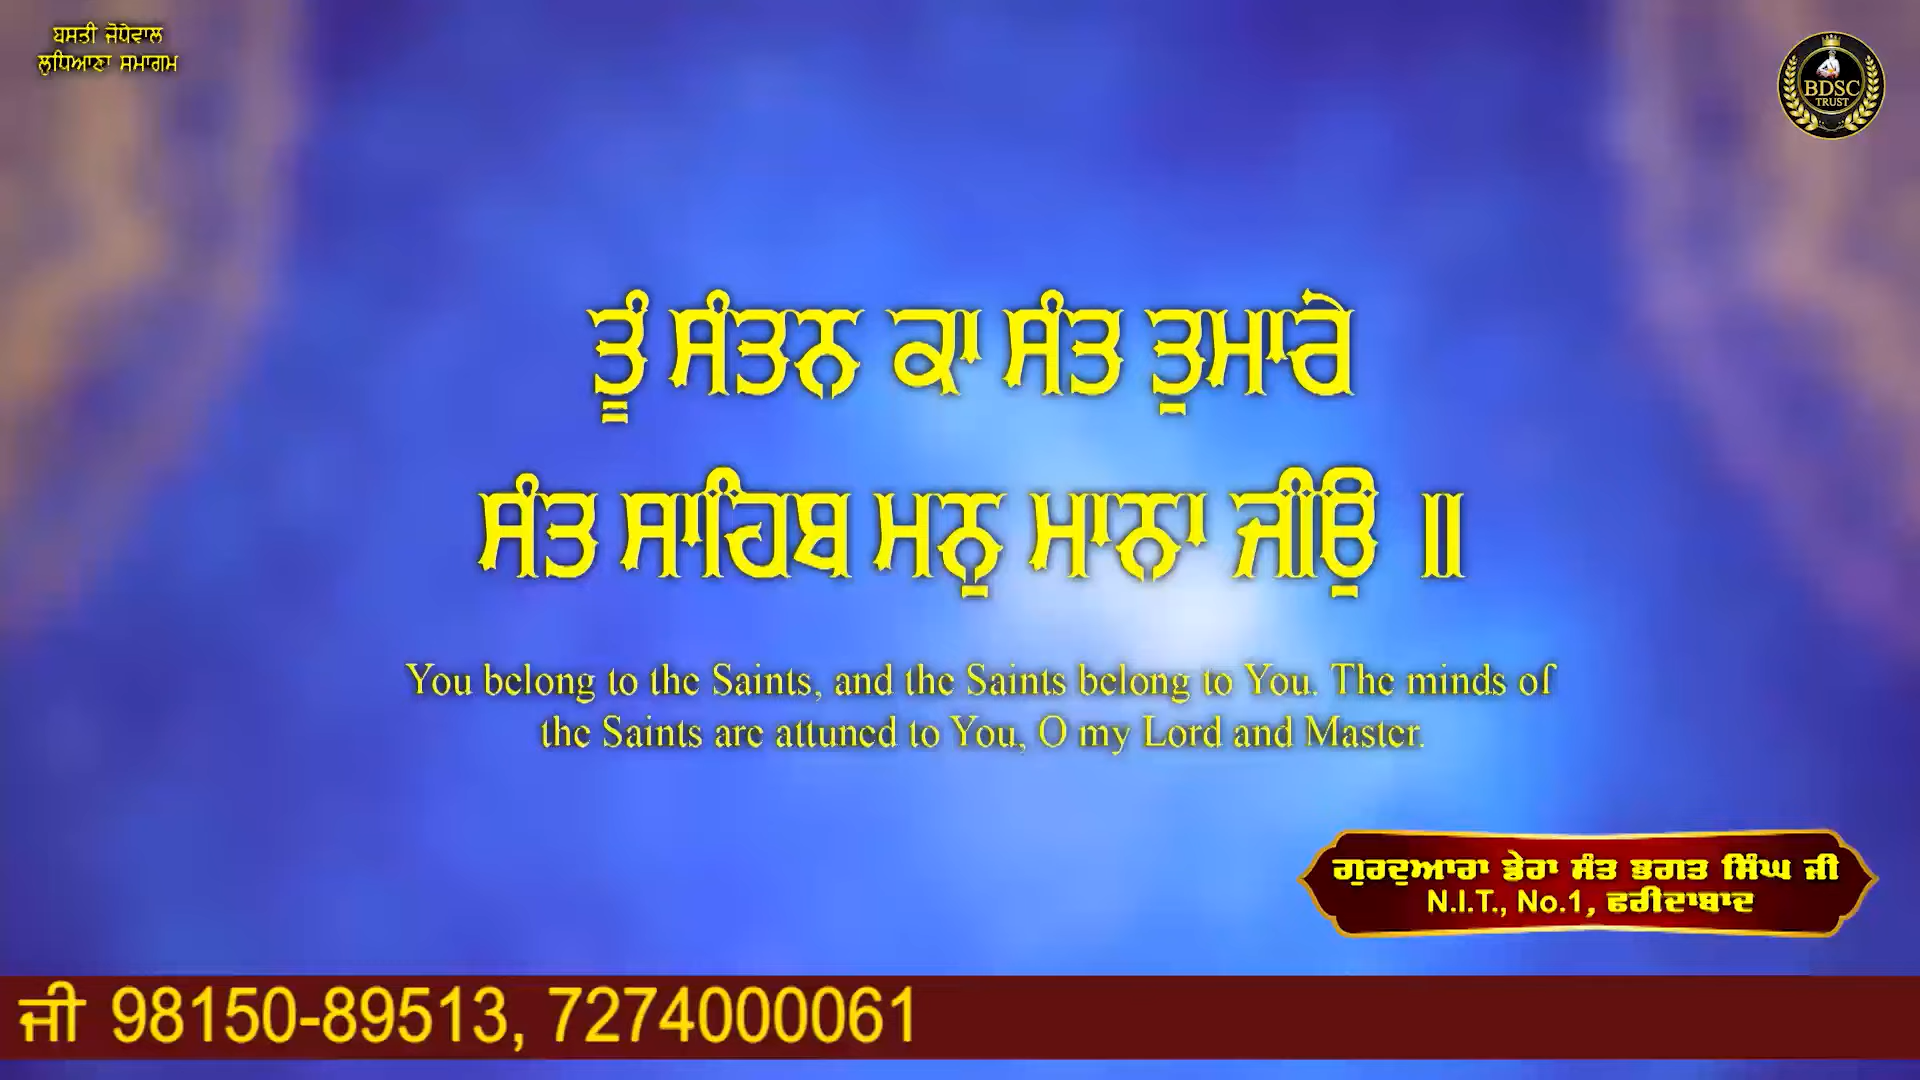 ਬਸਤੀ ਜੋਧੇਵਾਲ
ਲੁਧਿਆਣਾ ਸਮਾਗਮ
BDSC
TRUST
ਤੂੰ ਸੰਤਨ ਕਾ ਸੰਤ ਤੁਮਾਰੇ
ਸੰਤ ਸਾਹਿਬ ਮਨੁ ਮਾਨਾ ਜੀਉ ॥
You belong to the Saints, and the Saints belong to You. The minds of
the Saints are attuned to You, O my Lord and Master.
ਗੁਰਦੁਆਰਾ ਡੇਰਾ ਸੰਤ ਭਗਤ ਸਿੰਘ ਜੀ
N.I.T., No.1, ਫਰੀਦਾਬਾਦ
ਜੀ 98150-89513, 7274000061